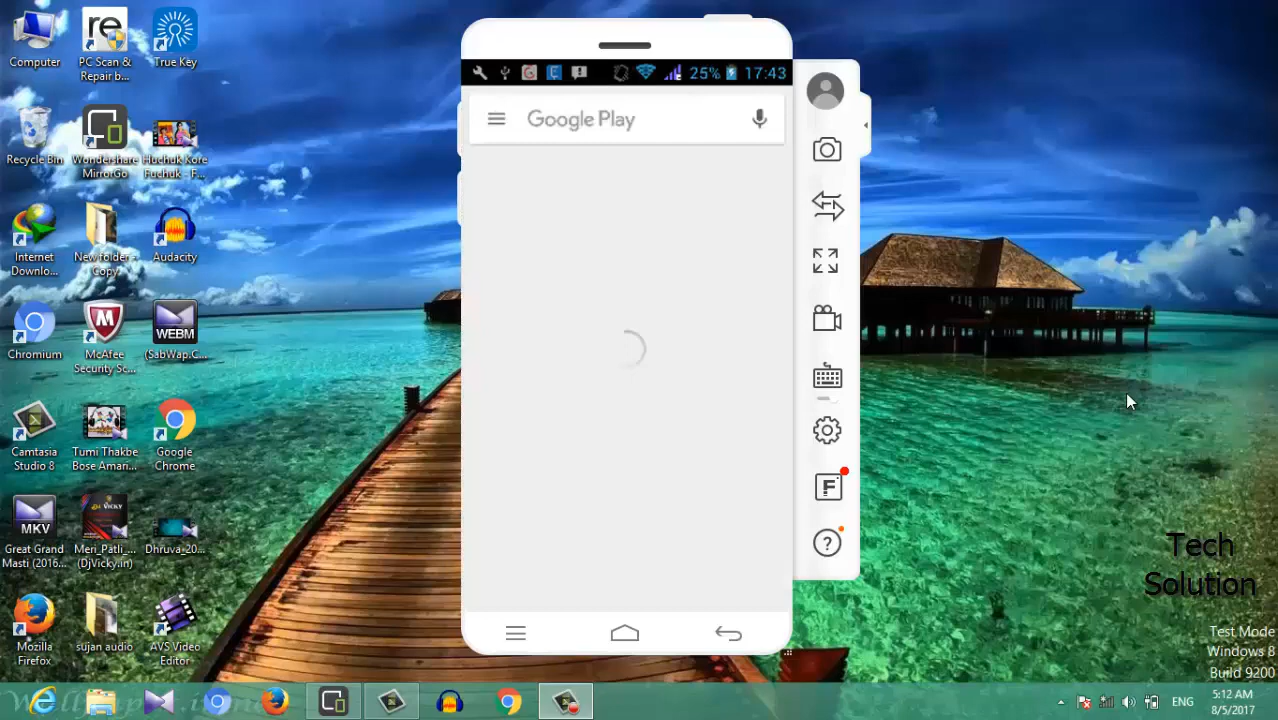 Computer
PC Scan &
Repair b...
True Key
Recycle Bin
Wondershare
MirrorGo
Huchuk Kore
Fuchuk - F...
Internet
Downlo...
New folder -
Copy
Audacity
Chromium
McAfee
Security Sc...
WEBM
(SabWap.C...
Camtasia
Studio 8
Tumi Thakbe
Bose Amari...
Google
Chrome
MKV
Great Grand
Masti (2016...
Meri_Patli_...
(DjVicky.in)
Dhruva_20...
Mozilla
Firefox
sujan audio
AVS Video
Editor
25% 17:43
Google Play
Tech
Solution
Test Mode
Windows 8
Build 9200
ENG
5:12 AM
8/5/2017